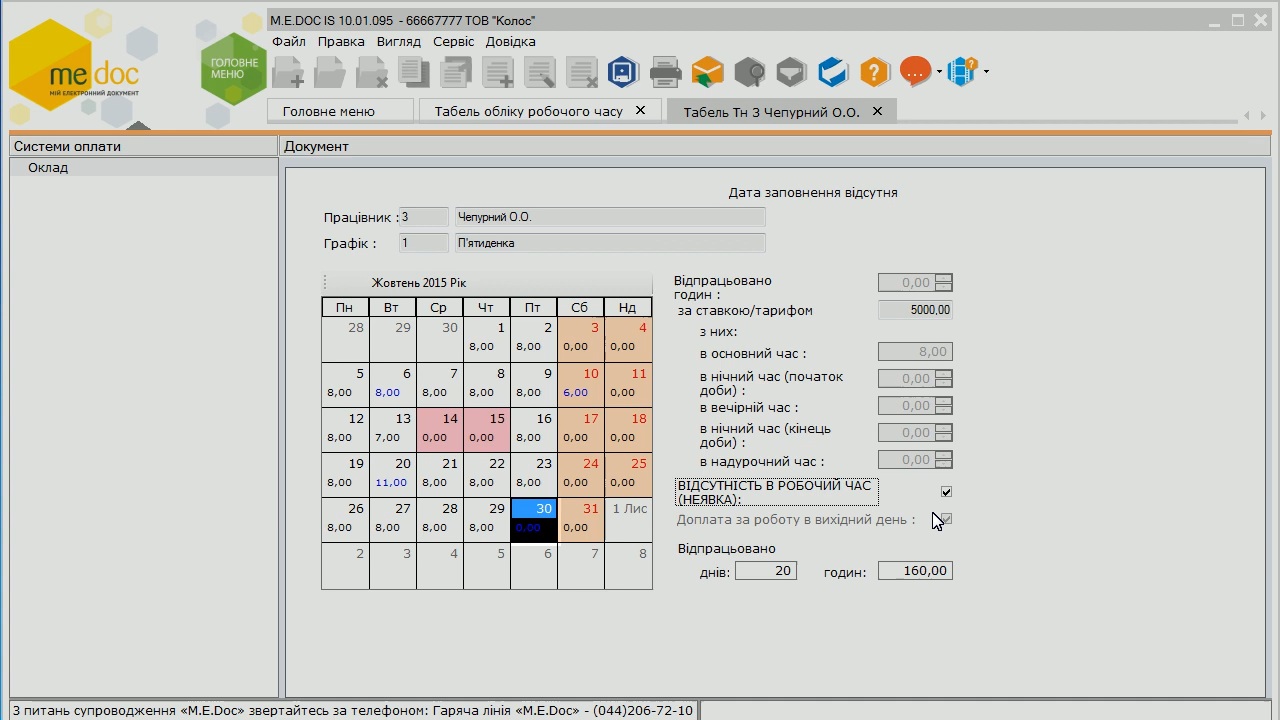 M.E.DOC IS 10.01.095 - 66667777 ТОВ "Колос"
Файл Правка Вигляд Сервіс Довідка
me doc
МІЙ ЕЛЕКТРОННИЙ ДОКУМЕНТ
ГОЛОВНЕ
МЕНЮ
Головне меню Табель обліку робочого часу Табель Тн 3 Чепурний О.О.
Системи оплати Документ
Оклад
Дата заповнення відсутня
Працівник : 3 Чепурний О.О.
Графік : 1 П'ятиденка
Жовтень 2015 Рік
Пн Вт Ср Чт Пт Сб Нд
28 29 30 1 2 3 4
8,00 8,00 0,00 0,00
5 6 7 8 9 10 11
8,00 8,00 8,00 8,00 8,00 6,00 0,00
12 13 14 15 16 17 18
8,00 7,00 0,00 0,00 8,00 0,00 0,00
19 20 21 22 23 24 25
8,00 11,00 8,00 8,00 8,00 0,00 0,00
26 27 28 29 30 31 1 Лис
8,00 8,00 8,00 8,00 0,00 0,00
2 3 4 5 6 7 8
Відпрацьовано
годин : 0,00
за ставкою/тарифом 5000,00
з них:
в основний час : 8,00
в нічний час (початок
доби) : 0,00
в вечірній час : 0,00
в нічний час (кінець
доби) : 0,00
в надурочний час : 0,00
ВІДСУТНІСТЬ В РОБОЧИЙ ЧАС
(НЕЯВКА):
Доплата за роботу в вихідний день :
Відпрацьовано
днів: 20 годин: 160,00
З питань супроводження «M.E.Doc» звертайтесь за телефоном: Гаряча лінія «M.E.Doc» - (044)206-72-10